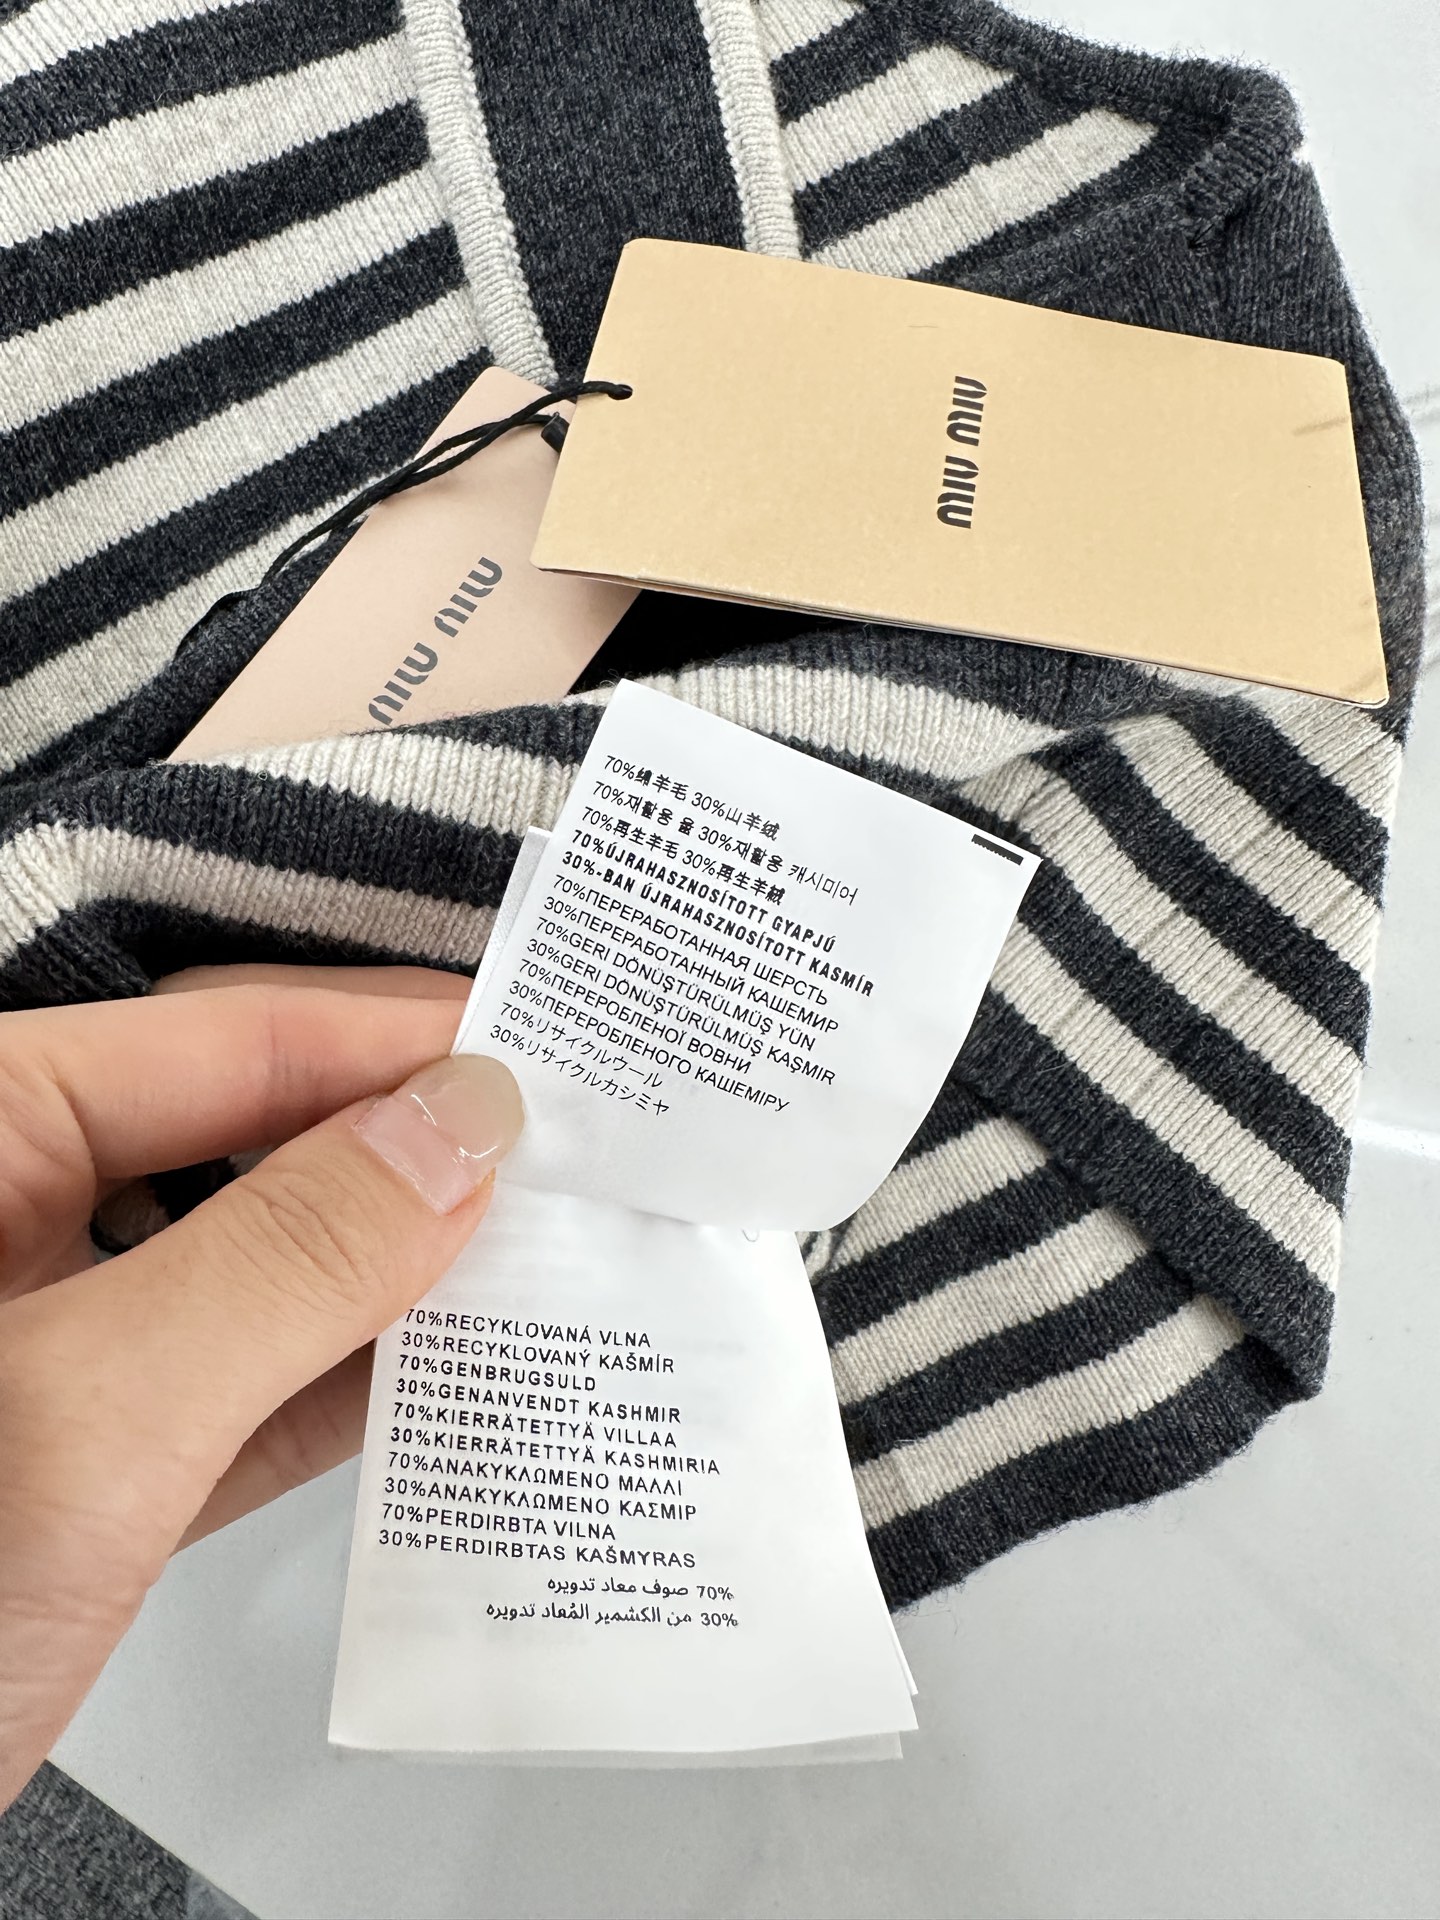 MIU MIU
MIU MIU
70%绵羊毛 30%山羊绒
70%재활용 울 30%재활용 캐시미어
70%再生羊毛 30%再生羊絨
70%ÚJRAHASZNOSÍTOTT GYAPJÚ
30%-BAN ÚJRAHASZNOSÍTOTT KASMÍR
70%ПЕРЕРАБОТАННАЯ ШЕРСТЬ
30%ПЕРЕРАБОТАННЫЙ КАШЕМИР
70%GERI DÖNÜŞTÜRÜLMÜŞ YÜN
30%GERI DÖNÜŞTÜRÜLMÜŞ KAŞMIR
70%ПЕРЕРОБЛЕНОЇ ВОВНИ
30%ПЕРЕРОБЛЕНОГО КАШЕМІРУ
70%リサイクルウール
30%リサイクルカシミヤ
70%RECYKLOVANÁ VLNA
30%RECYKLOVANÝ KAŠMÍR
70%GENBRUGSULD
30%GENANVENDT KASHMIR
70%KIERRÄTETTYÄ VILLAA
30%KIERRÄTETTYÄ KASHMIRIA
70%ΑΝΑΚΥΚΛΩΜΕΝΟ ΜΑΛΛΙ
30%ΑΝΑΚΥΚΛΩΜΕΝΟ ΚΑΣΜΙΡ
70%PERDIRBTA VILNA
30%PERDIRBTAS KAŠMYRAS
70% صوف معاد تدويره
30% من الكشمير المُعاد تدويره